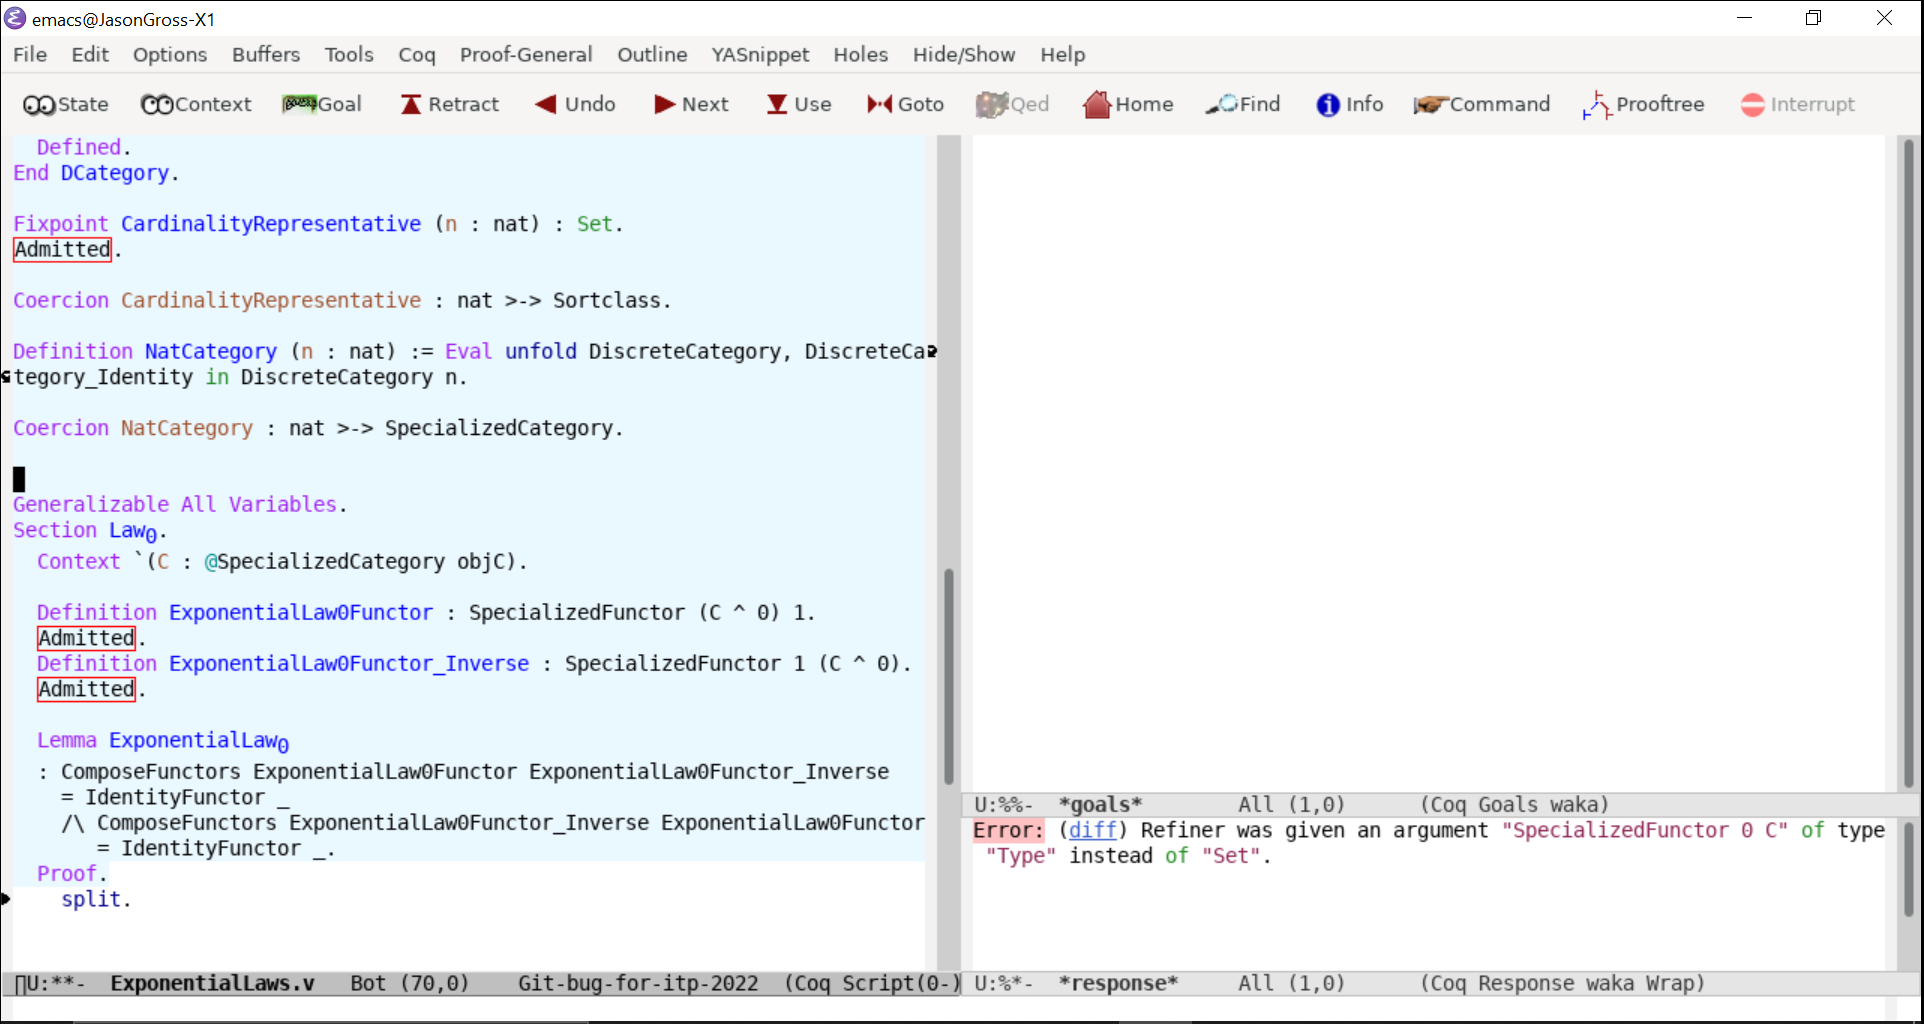 emacs@JasonGross-X1
File Edit Options Buffers Tools Coq Proof-General Outline YASnippet Holes Hide/Show Help
State Context Goal Retract Undo Next Use Goto Qed Home Find Info Command Prooftree Interrupt
  Defined.
End DCategory.
Fixpoint CardinalityRepresentative (n : nat) : Set.
Admitted.
Coercion CardinalityRepresentative : nat >-> Sortclass.
Definition NatCategory (n : nat) := Eval unfold DiscreteCategory, DiscreteCa
tegory_Identity in DiscreteCategory n.
Coercion NatCategory : nat >-> SpecializedCategory.
Generalizable All Variables.
Section Law0.
  Context `(C : @SpecializedCategory objC).
  Definition ExponentialLaw0Functor : SpecializedFunctor (C ^ 0) 1.
  Admitted.
  Definition ExponentialLaw0Functor_Inverse : SpecializedFunctor 1 (C ^ 0).
  Admitted.
  Lemma ExponentialLaw0
  : ComposeFunctors ExponentialLaw0Functor ExponentialLaw0Functor_Inverse
    = IdentityFunctor _
    /\ ComposeFunctors ExponentialLaw0Functor_Inverse ExponentialLaw0Functor
       = IdentityFunctor _.
  Proof.
    split.
U:**-  ExponentialLaws.v   Bot (70,0)    Git-bug-for-itp-2022  (Coq Script(0-)
U:%%-  *goals*        All (1,0)      (Coq Goals waka)
Error: (diff) Refiner was given an argument "SpecializedFunctor 0 C" of type
 "Type" instead of "Set".
U:%*-  *response*     All (1,0)      (Coq Response waka Wrap)